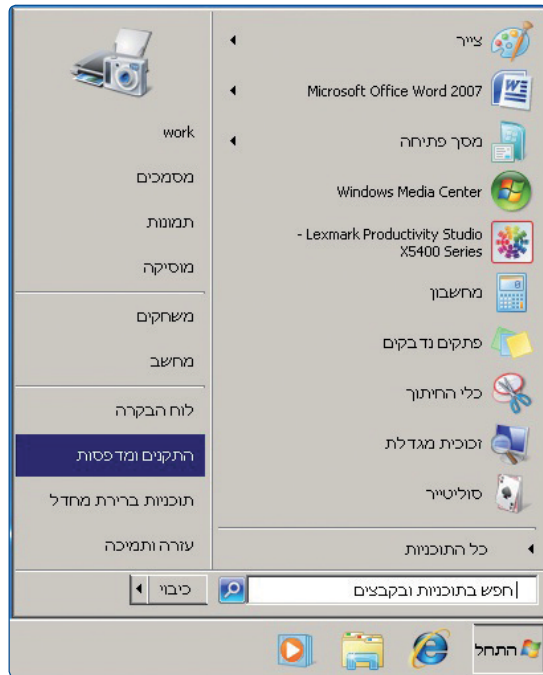 צייר
Microsoft Office Word 2007
מסך פתיחה
Windows Media Center
Lexmark Productivity Studio -
X5400 Series
מחשבון
פתקים נדבקים
כלי החיתוך
זכוכית מגדלת
סוליטייר
כל התוכניות
חפש בתוכניות ובקבצים
work
מסמכים
תמונות
מוסיקה
משחקים
מחשב
לוח הבקרה
התקנים ומדפסות
תוכניות ברירת מחדל
עזרה ותמיכה
כיבוי
התחל